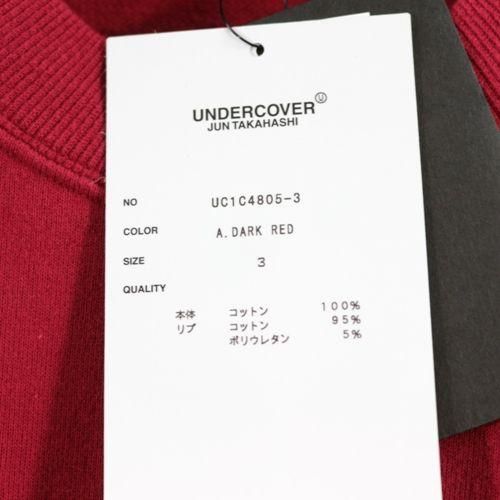 UNDERCOVER Ⓤ
JUN TAKAHASHI
NO UC1C4805-3
COLOR A.DARK RED
SIZE 3
QUALITY
本体 コットン 100%
リブ コットン 95%
ポリウレタン 5%